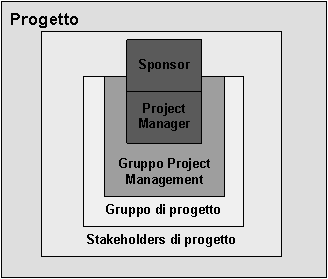 Progetto
Sponsor
Project
Manager
Gruppo Project
Management
Gruppo di progetto
Stakeholders di progetto